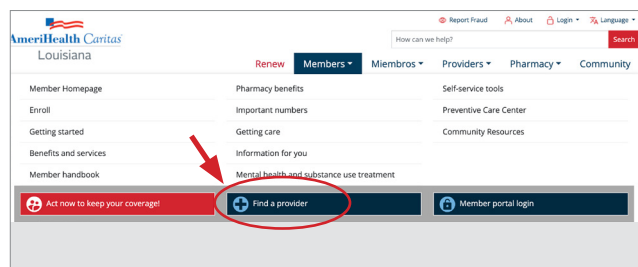 Report Fraud About Login Language
AmeriHealth Caritas
Louisiana
How can we help?
Search
Renew Members Miembros Providers Pharmacy Community
Member Homepage Pharmacy benefits Self-service tools
Enroll Important numbers Preventive Care Center
Getting started Getting care Community Resources
Benefits and services Information for you
Member handbook Mental health and substance use treatment
Act now to keep your coverage! Find a provider Member portal login